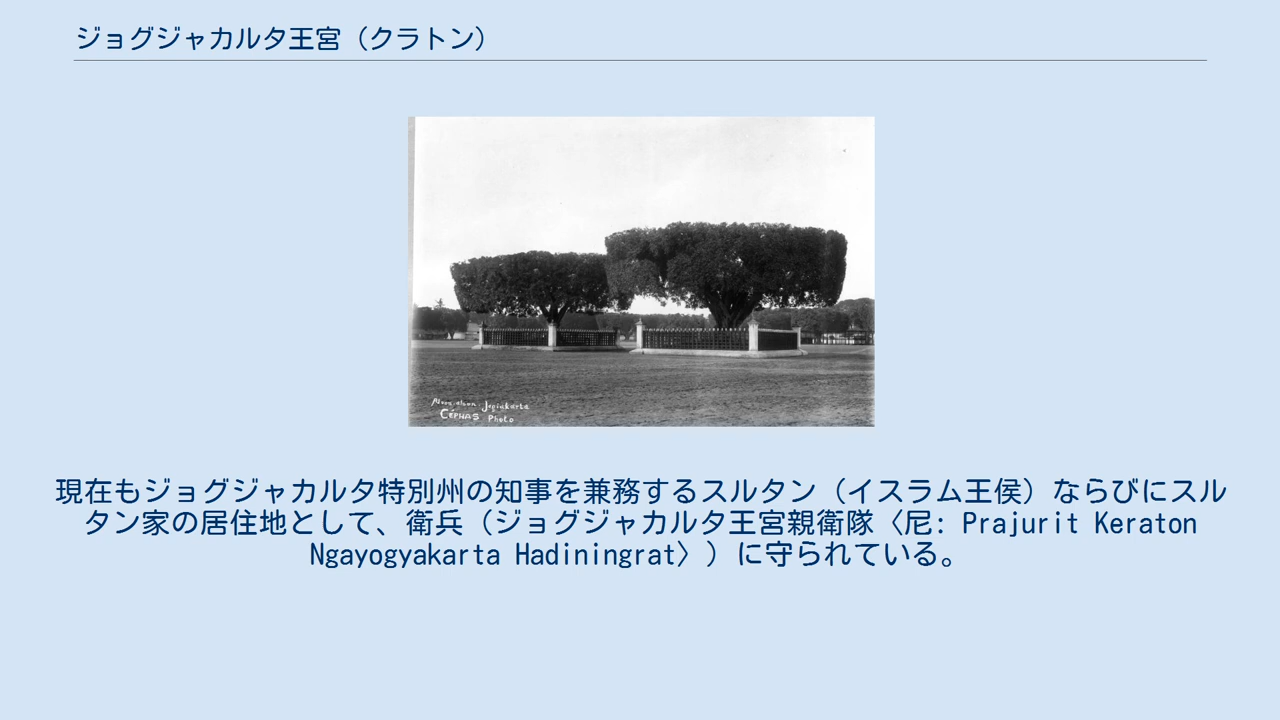 ジョグジャカルタ王宮（クラトン）
CÉPHAS Photo
現在もジョグジャカルタ特別州の知事を兼務するスルタン（イスラム王侯）ならびにスル
タン家の居住地として、衛兵（ジョグジャカルタ王宮親衛隊〈尼: Prajurit Keraton
Ngayogyakarta Hadiningrat〉）に守られている。